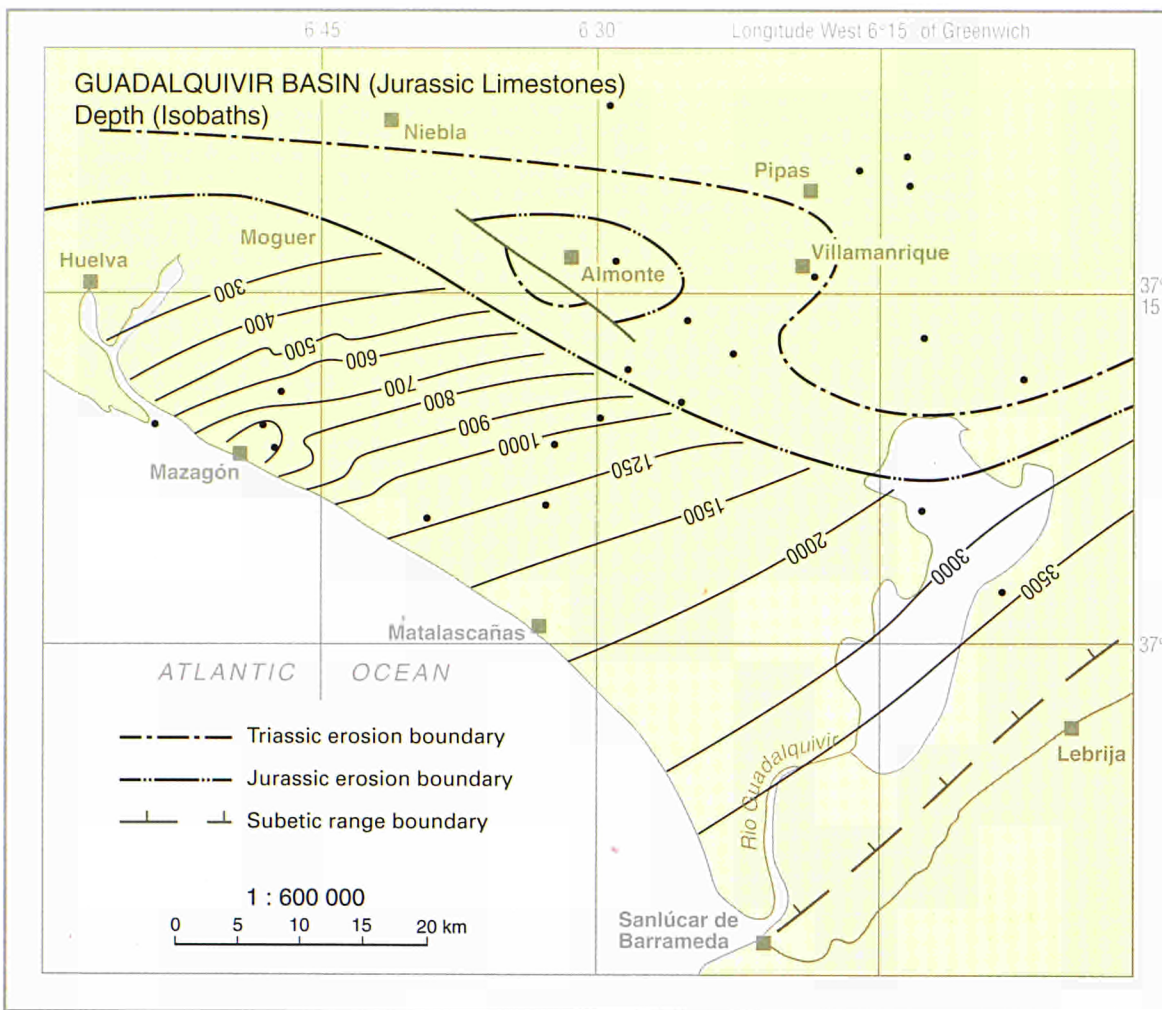 6°45'
6°30'
Longitude West 6°15' of Greenwich
GUADALQUIVIR BASIN (Jurassic Limestones)
Depth (Isobaths)
Niebla
Pipas
Moguer
Villamanrique
Huelva
Almonte
37°
15'
300
400
500
600
700
800
900
1000
1250
1500
2000
3000
3500
Mazagón
Matalascañas
37°
ATLANTIC OCEAN
Triassic erosion boundary
Jurassic erosion boundary
Subetic range boundary
Rio Guadalquivir
Lebrija
1 : 600 000
0 5 10 15 20 km
Sanlúcar de
Barrameda